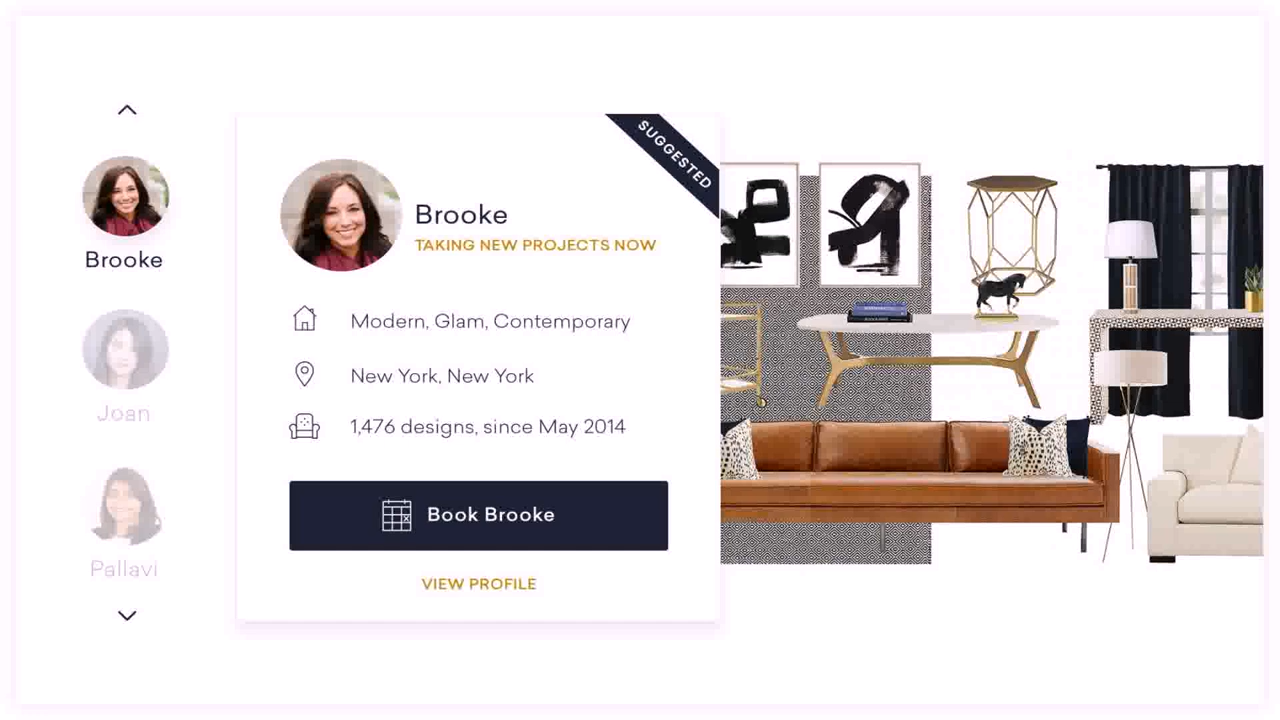 Brooke
Joan
Pallavi
SUGGESTED
Brooke
TAKING NEW PROJECTS NOW
Modern, Glam, Contemporary
New York, New York
1,476 designs, since May 2014
Book Brooke
VIEW PROFILE